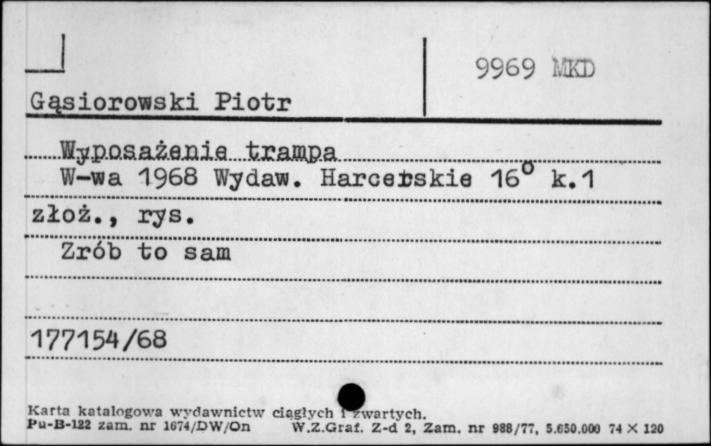 9969 MKD
Gąsiorowski Piotr
Wyposażenie trampa
W-wa 1968 Wydaw. Harcerskie 16° k.1
złoż., rys.
Zrób to sam
177154/68
Karta katalogowa wydawnictw ciągłych i zwartych.
Pu-B-122 zam. nr 1674/DW/On W.Z.Graf. Z-d 2, Zam. nr 988/77, 5.650.000 74 × 120